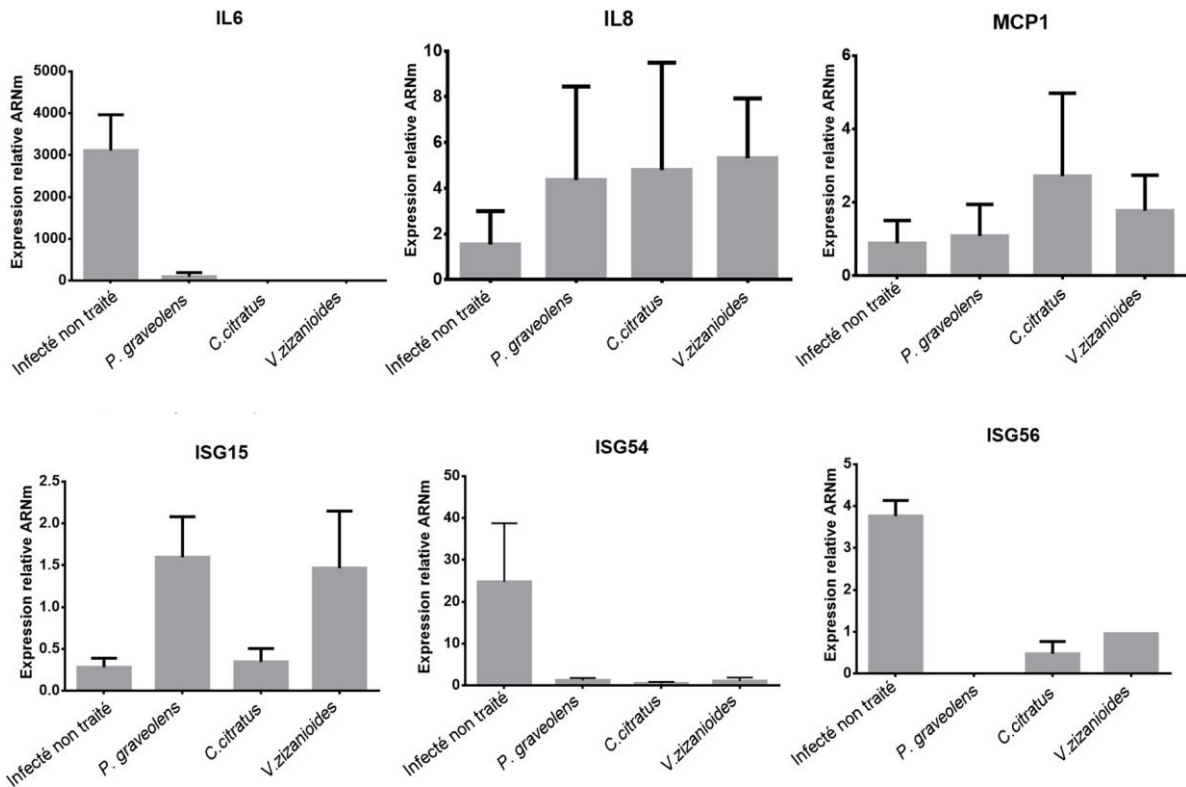 IL6
Expression relative ARNm
5000
4000
3000
2000
1000
0
Infecté non traité
P. graveolens
C.citratus
V.zizanioides
IL8
Expression relative ARNm
10
8
6
4
2
0
Infecté non traité
P. graveolens
C.citratus
V.zizanioides
MCP1
Expression relative ARNm
6
4
2
0
Infecté non traité
P. graveolens
C.citratus
V.zizanioides
ISG15
Expression relative ARNm
2.5
2.0
1.5
1.0
0.5
0.0
Infecté non traité
P. graveolens
C.citratus
V.zizanioides
ISG54
Expression relative ARNm
50
40
30
20
10
0
Infecté non traité
P. graveolens
C.citratus
V.zizanioides
ISG56
Expression relative ARNm
5
4
3
2
1
0
Infecté non traité
P. graveolens
C.citratus
V.zizanioides